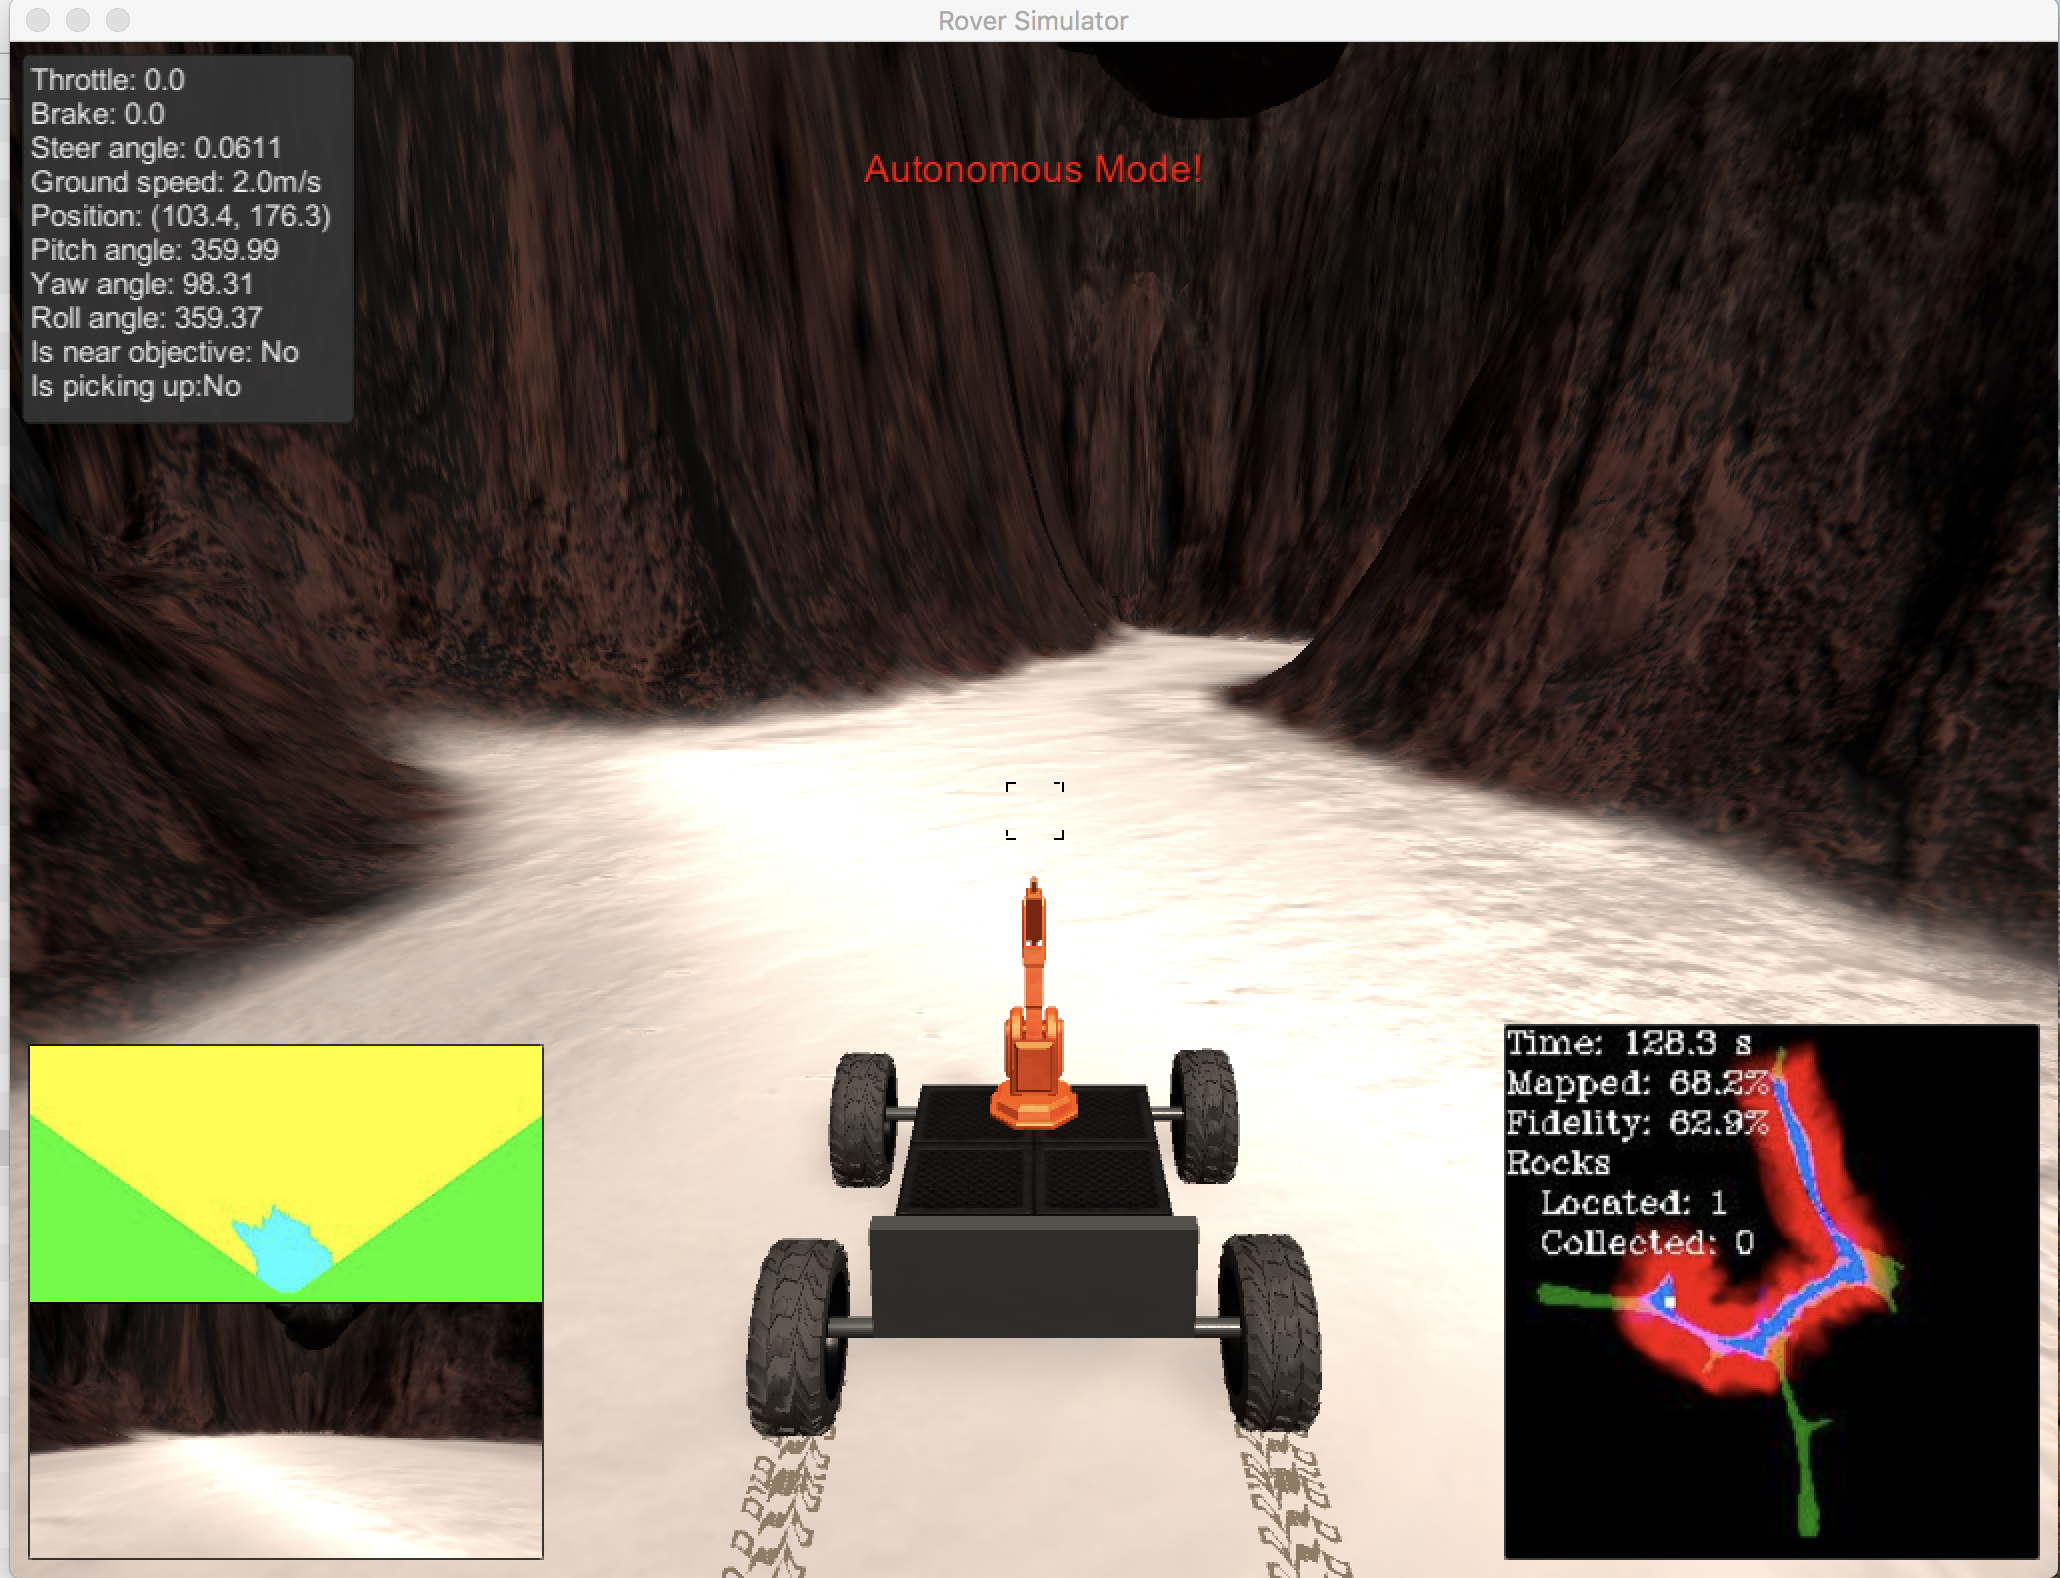 Rover Simulator
Throttle: 0.0
Brake: 0.0
Steer angle: 0.0611
Ground speed: 2.0m/s
Position: (103.4, 176.3)
Pitch angle: 359.99
Yaw angle: 98.31
Roll angle: 359.37
Is near objective: No
Is picking up:No
Autonomous Mode!
Time: 128.3 s
Mapped: 68.2%
Fidelity: 62.9%
Rocks
Located: 1
Collected: 0